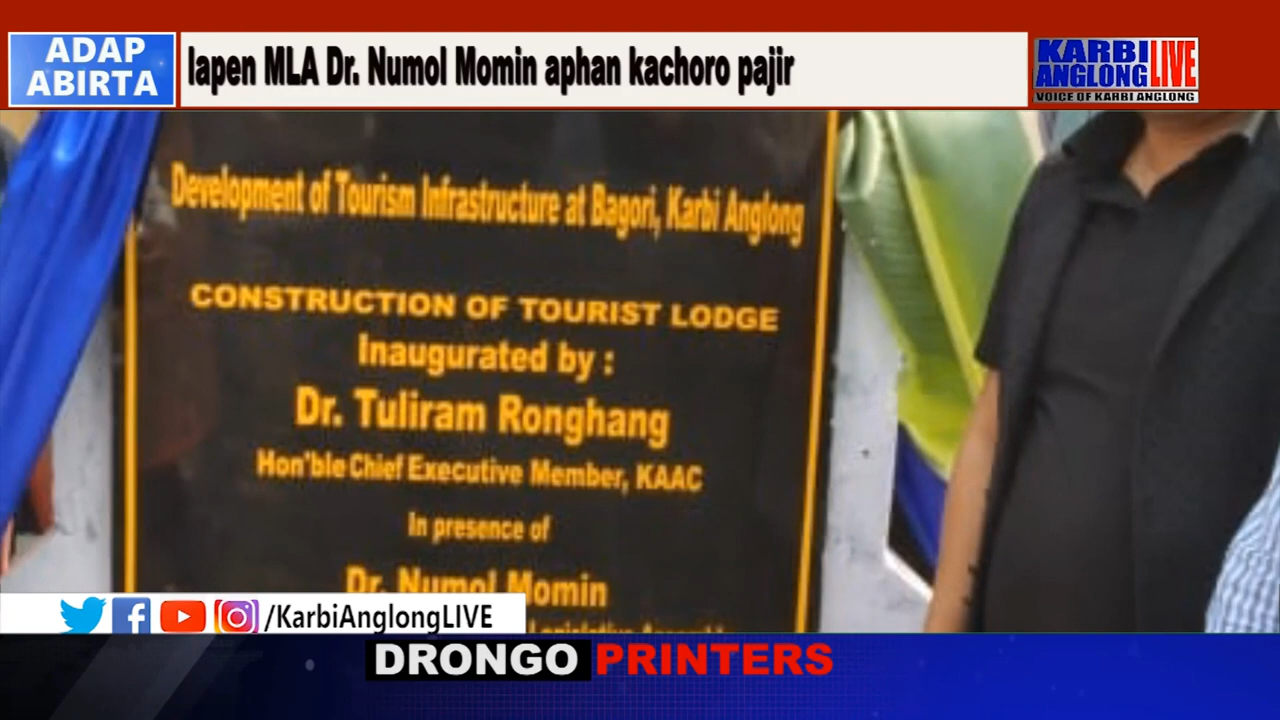 ADAP
ABIRTA
lapen MLA Dr. Numol Momin aphan kachoro pajir
KARBI
ANGLONG LIVE
VOICE OF KARBI ANGLONG
Development of Tourism Infrastructure at Bagori, Karbi Anglong
CONSTRUCTION OF TOURIST LODGE
Inaugurated by :
Dr. Tuliram Ronghang
Hon'ble Chief Executive Member, KAAC
In presence of
Dr. Numol Momin
/KarbiAnglongLIVE
DRONGO PRINTERS